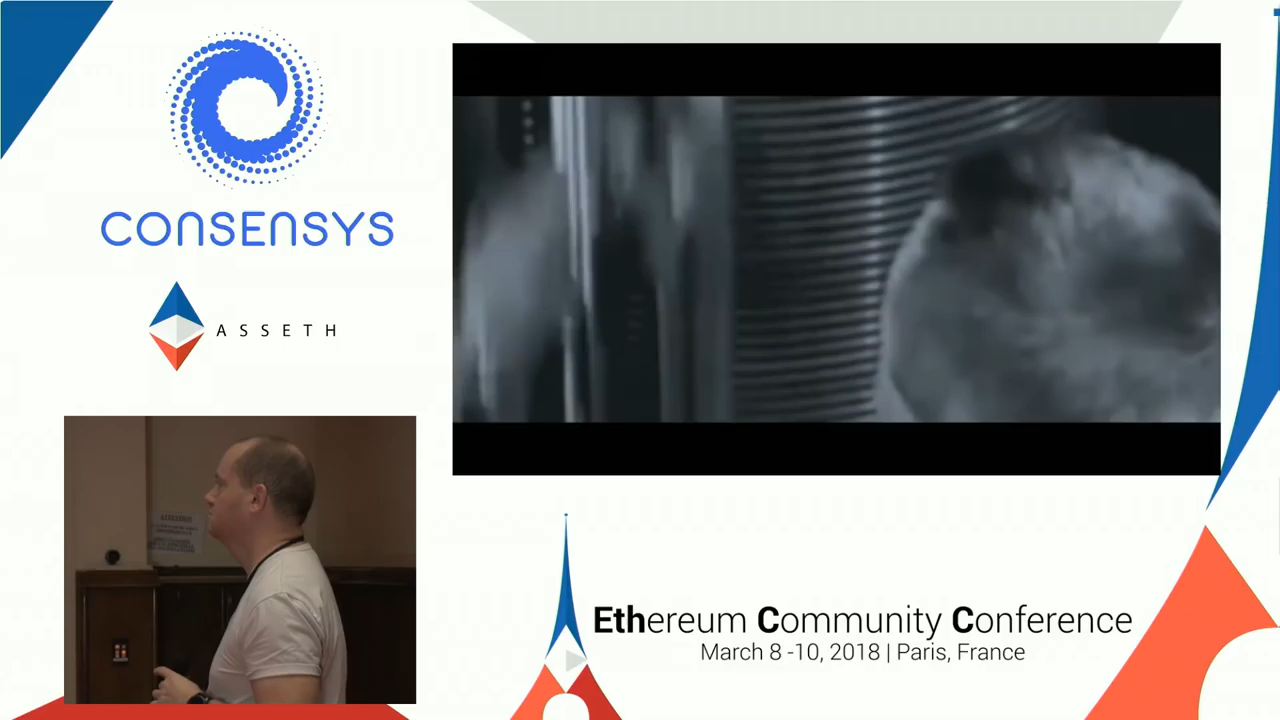 CONSENSYS
ASSETH
Ethereum Community Conference
March 8 -10, 2018 | Paris, France